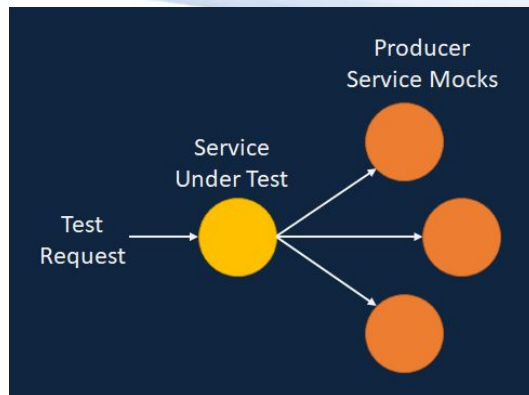 Producer
Service Mocks
Service
Under Test
Test
Request